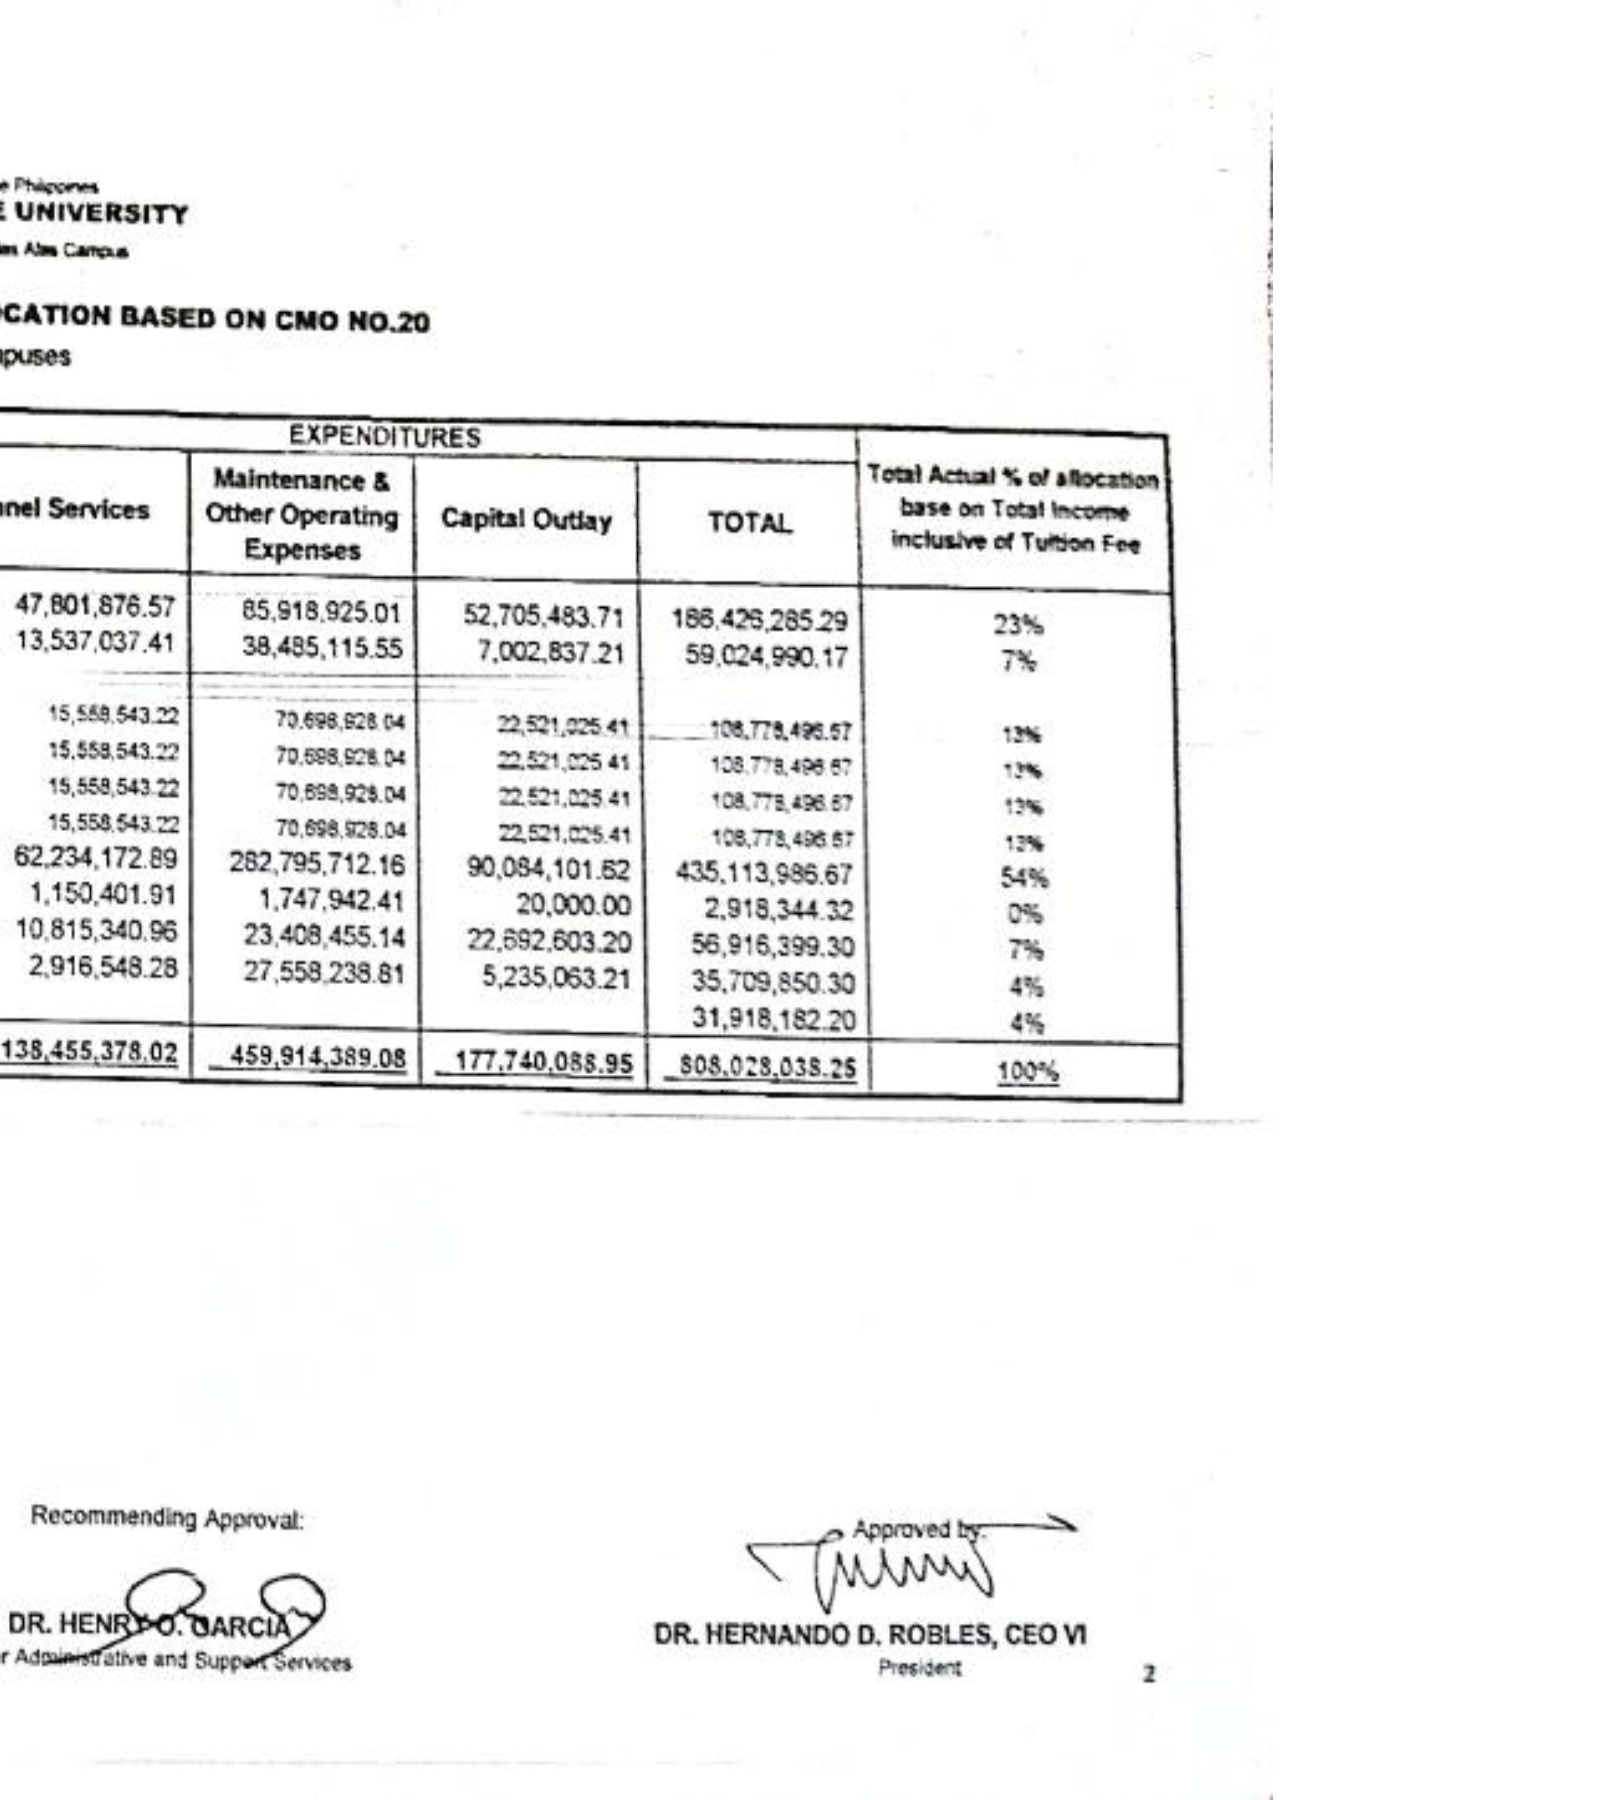 e Philippines
E UNIVERSITY
las Alas Campus
OCATION BASED ON CMO NO.20
mpuses
EXPENDITURES
nnel Services Maintenance & Other Operating Expenses Capital Outlay TOTAL Total Actual % of allocation base on Total Income inclusive of Tuition Fee
47,801,876.57 85,918,925.01 52,705,483.71 186,426,285.29 23%
13,537,037.41 38,485,115.55 7,002,837.21 59,024,990.17 7%
15,558,543.22 70,698,928.04 22,521,025.41 108,778,496.67 13%
15,558,543.22 70,698,928.04 22,521,025.41 108,778,496.67 13%
15,558,543.22 70,698,928.04 22,521,025.41 108,778,496.67 13%
15,558,543.22 70,698,928.04 22,521,025.41 108,778,496.67 13%
62,234,172.89 282,795,712.16 90,084,101.62 435,113,986.67 54%
1,150,401.91 1,747,942.41 20,000.00 2,918,344.32 0%
10,815,340.96 23,408,455.14 22,692,603.20 56,916,399.30 7%
2,916,548.28 27,558,238.81 5,235,063.21 35,709,850.30 4%
31,918,182.20 4%
138,455,378.02 459,914,389.08 177,740,088.95 808,028,038.25 100%
Recommending Approval: Approved by:
DR. HENRY O. GARCIA DR. HERNANDO D. ROBLES, CEO VI
r Administrative and Support Services President
2